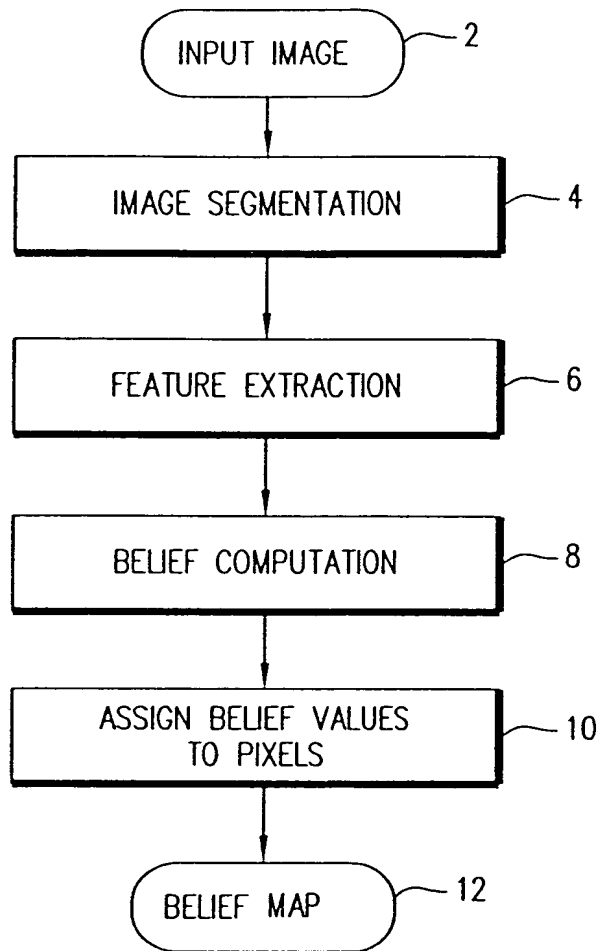 INPUT IMAGE
2
IMAGE SEGMENTATION
4
FEATURE EXTRACTION
6
BELIEF COMPUTATION
8
ASSIGN BELIEF VALUES
TO PIXELS
10
BELIEF MAP
12